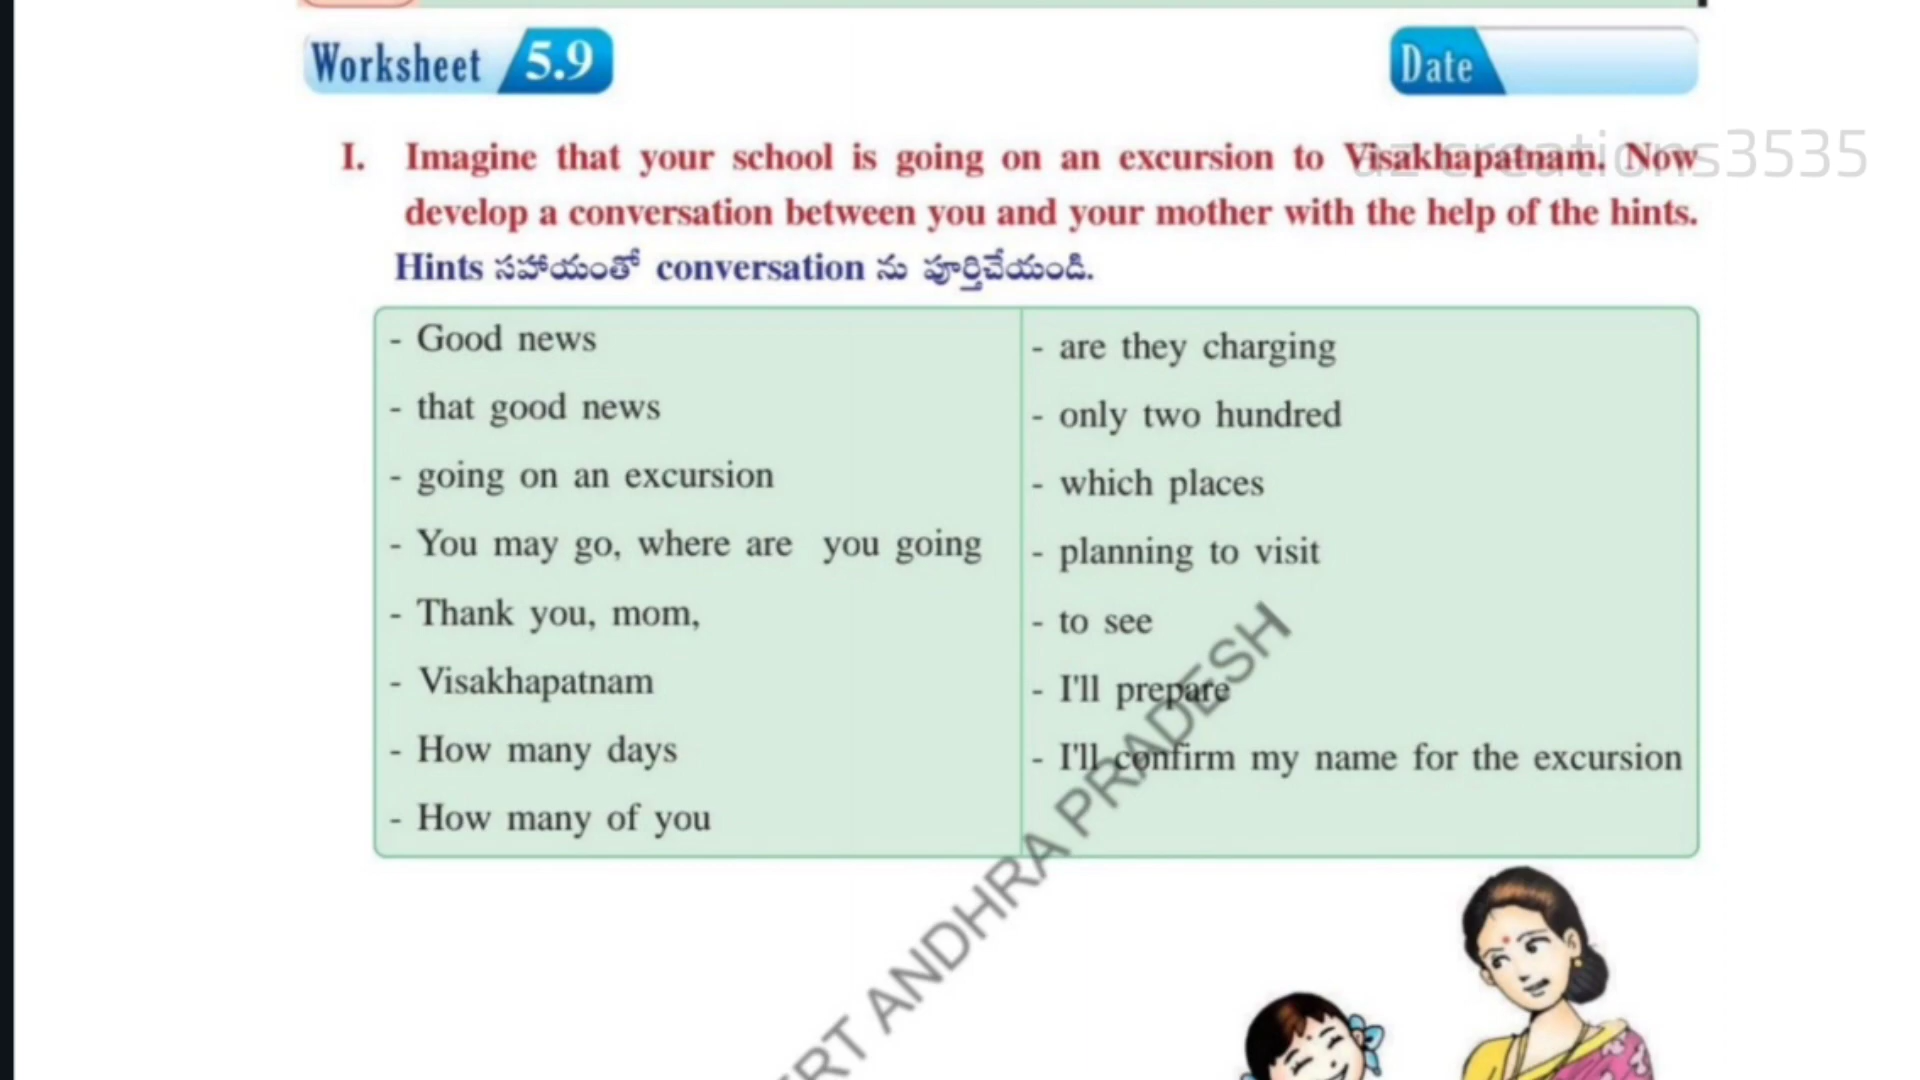 Worksheet 5.9
Date
I. Imagine that your school is going on an excursion to Visakhapatnam. Now
develop a conversation between you and your mother with the help of the hints.
Hints సహాయంతో conversation ను పూర్తిచేయండి.
- Good news
- that good news
- going on an excursion
- You may go, where are you going
- Thank you, mom,
- Visakhapatnam
- How many days
- How many of you
- are they charging
- only two hundred
- which places
- planning to visit
- to see
- I'll prepare
- I'll confirm my name for the excursion
ERT ANDHRA PRADESH